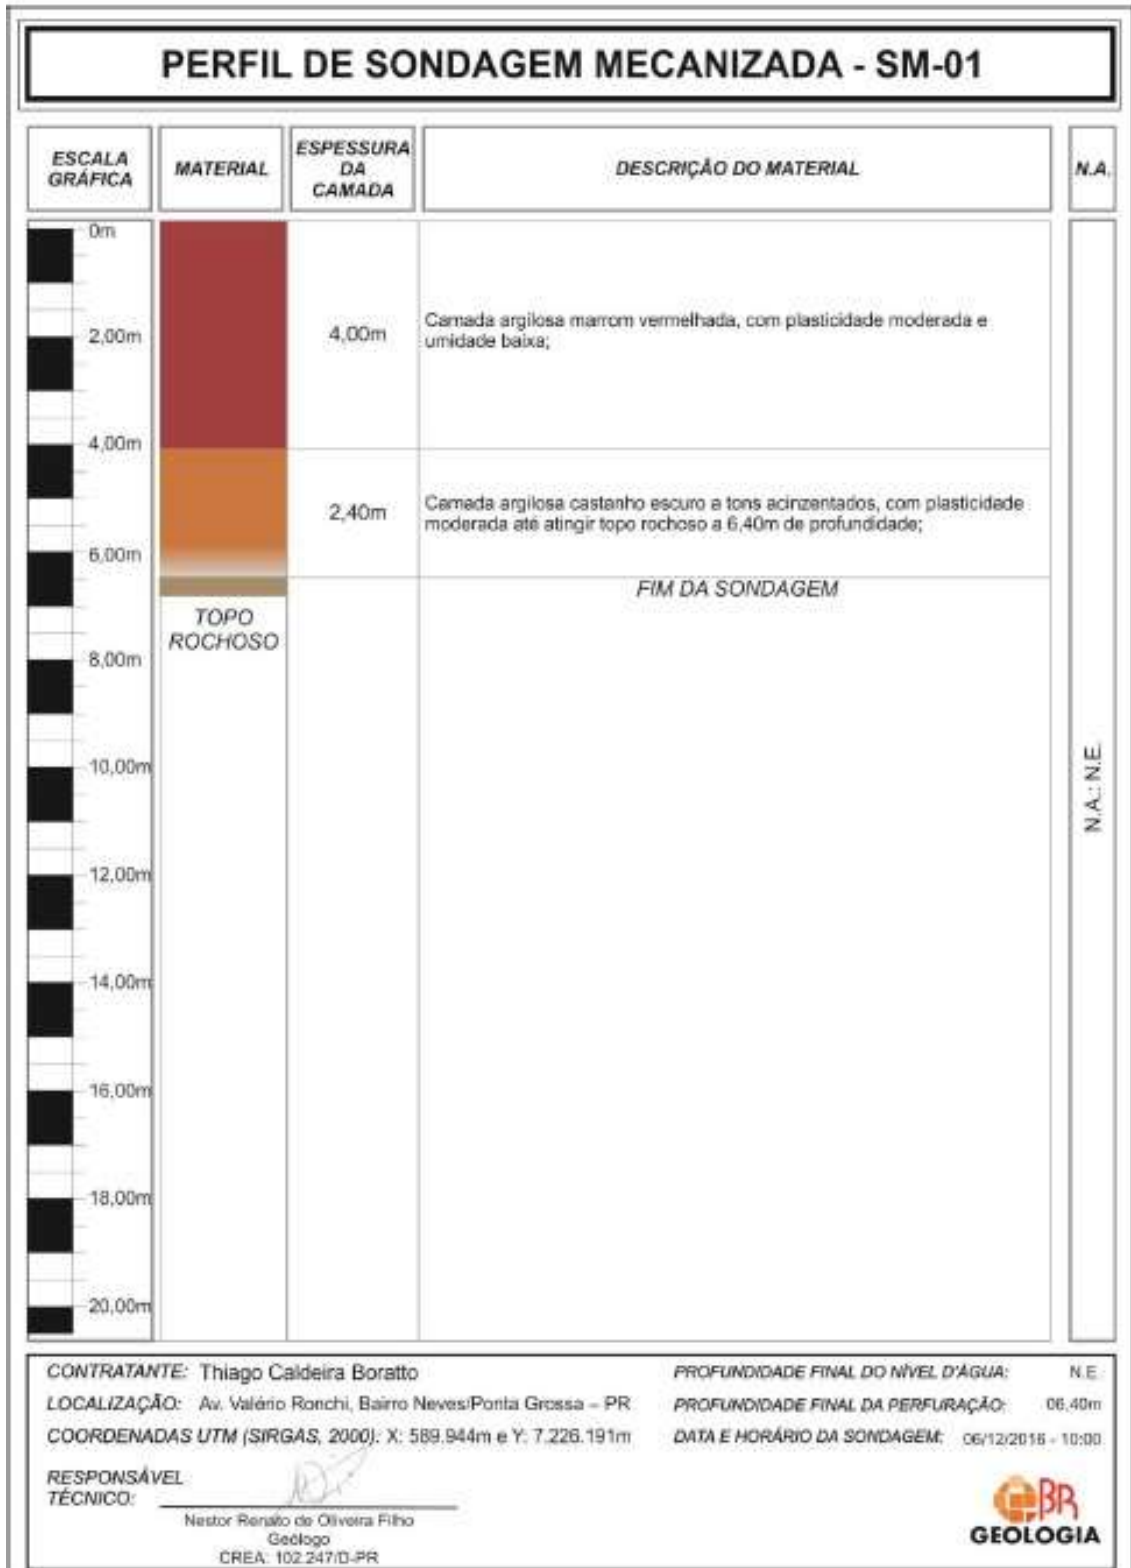 PERFIL DE SONDAGEM MECANIZADA - SM-01
ESCALA
GRÁFICA
MATERIAL
ESPESSURA
DA
CAMADA
DESCRIÇÃO DO MATERIAL
N.A.
0m
2,00m
4,00m
6,00m
8,00m
10,00m
12,00m
14,00m
16,00m
18,00m
20,00m
4,00m
Camada argilosa marrom vermelhada, com plasticidade moderada e
umidade baixa;
2,40m
Camada argilosa castanho escuro a tons acinzentados, com plasticidade
moderada até atingir topo rochoso a 6,40m de profundidade;
FIM DA SONDAGEM
TOPO
ROCHOSO
N.A.: N.E.
CONTRATANTE: Thiago Caldeira Boratto
LOCALIZAÇÃO: Av. Valério Ronchi, Bairro Neves/Ponta Grossa – PR
COORDENADAS UTM (SIRGAS, 2000): X: 589.944m e Y: 7.226.191m
PROFUNDIDADE FINAL DO NÍVEL D'ÁGUA: N.E.
PROFUNDIDADE FINAL DA PERFURAÇÃO: 06,40m
DATA E HORÁRIO DA SONDAGEM: 06/12/2016 - 10:00
RESPONSÁVEL
TÉCNICO:
Nestor Renato de Oliveira Filho
Geólogo
CREA: 102.247/D-PR
BR
GEOLOGIA